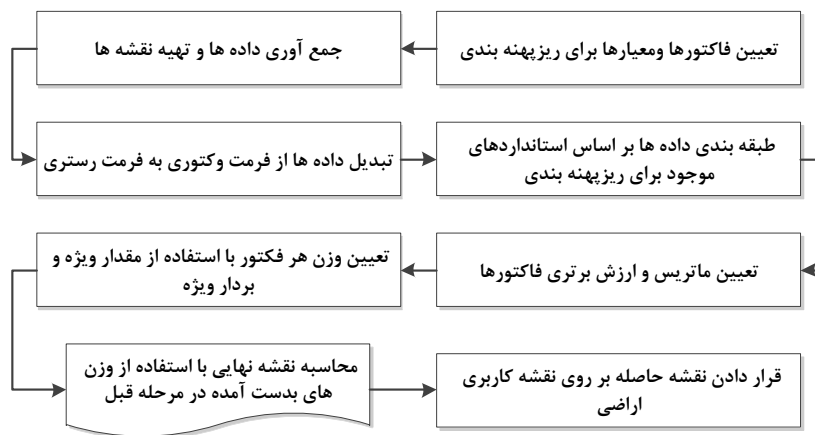 تعیین فاکتورها ومعیارها برای ریزپهنه بندی
جمع آوری داده ها و تهیه نقشه ها
تبدیل داده ها از فرمت وکتوری به فرمت رستری
طبقه بندی داده ها بر اساس استانداردهای
موجود برای ریزپهنه بندی
تعیین ماتریس و ارزش برتری فاکتورها
تعیین وزن هر فکتور با استفاده از مقدار ویژه و
بردار ویژه
محاسبه نقشه نهایی با استفاده از وزن
های بدست آمده در مرحله قبل
قرار دادن نقشه حاصله بر روی نقشه کاربری
اراضی